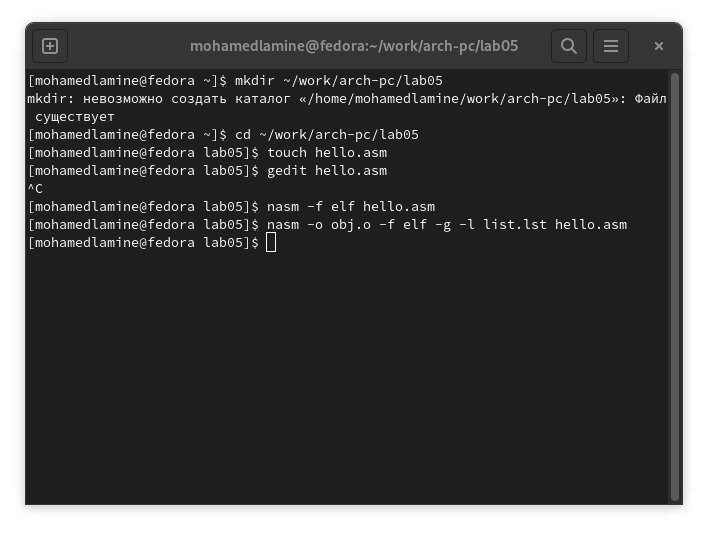 mohamedlamine@fedora:~/work/arch-pc/lab05
[mohamedlamine@fedora ~]$ mkdir ~/work/arch-pc/lab05
mkdir: невозможно создать каталог «/home/mohamedlamine/work/arch-pc/lab05»: Файл
 существует
[mohamedlamine@fedora ~]$ cd ~/work/arch-pc/lab05
[mohamedlamine@fedora lab05]$ touch hello.asm
[mohamedlamine@fedora lab05]$ gedit hello.asm
^C
[mohamedlamine@fedora lab05]$ nasm -f elf hello.asm
[mohamedlamine@fedora lab05]$ nasm -o obj.o -f elf -g -l list.lst hello.asm
[mohamedlamine@fedora lab05]$